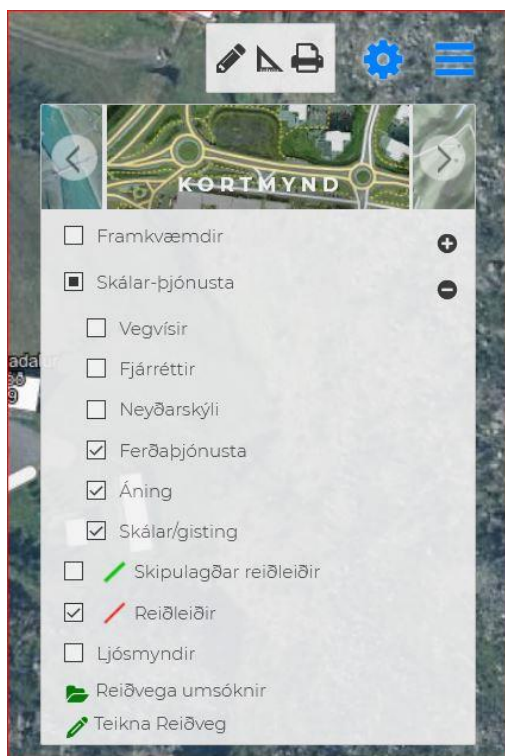 KORTMYND
Framkvæmdir
Skálar-þjónusta
Vegvísir
Fjárréttir
Neyðarskýli
Ferðaþjónusta
Áning
Skálar/gisting
Skipulagðar reiðleiðir
Reiðleiðir
Ljósmyndir
Reiðvega umsóknir
Teikna Reiðveg